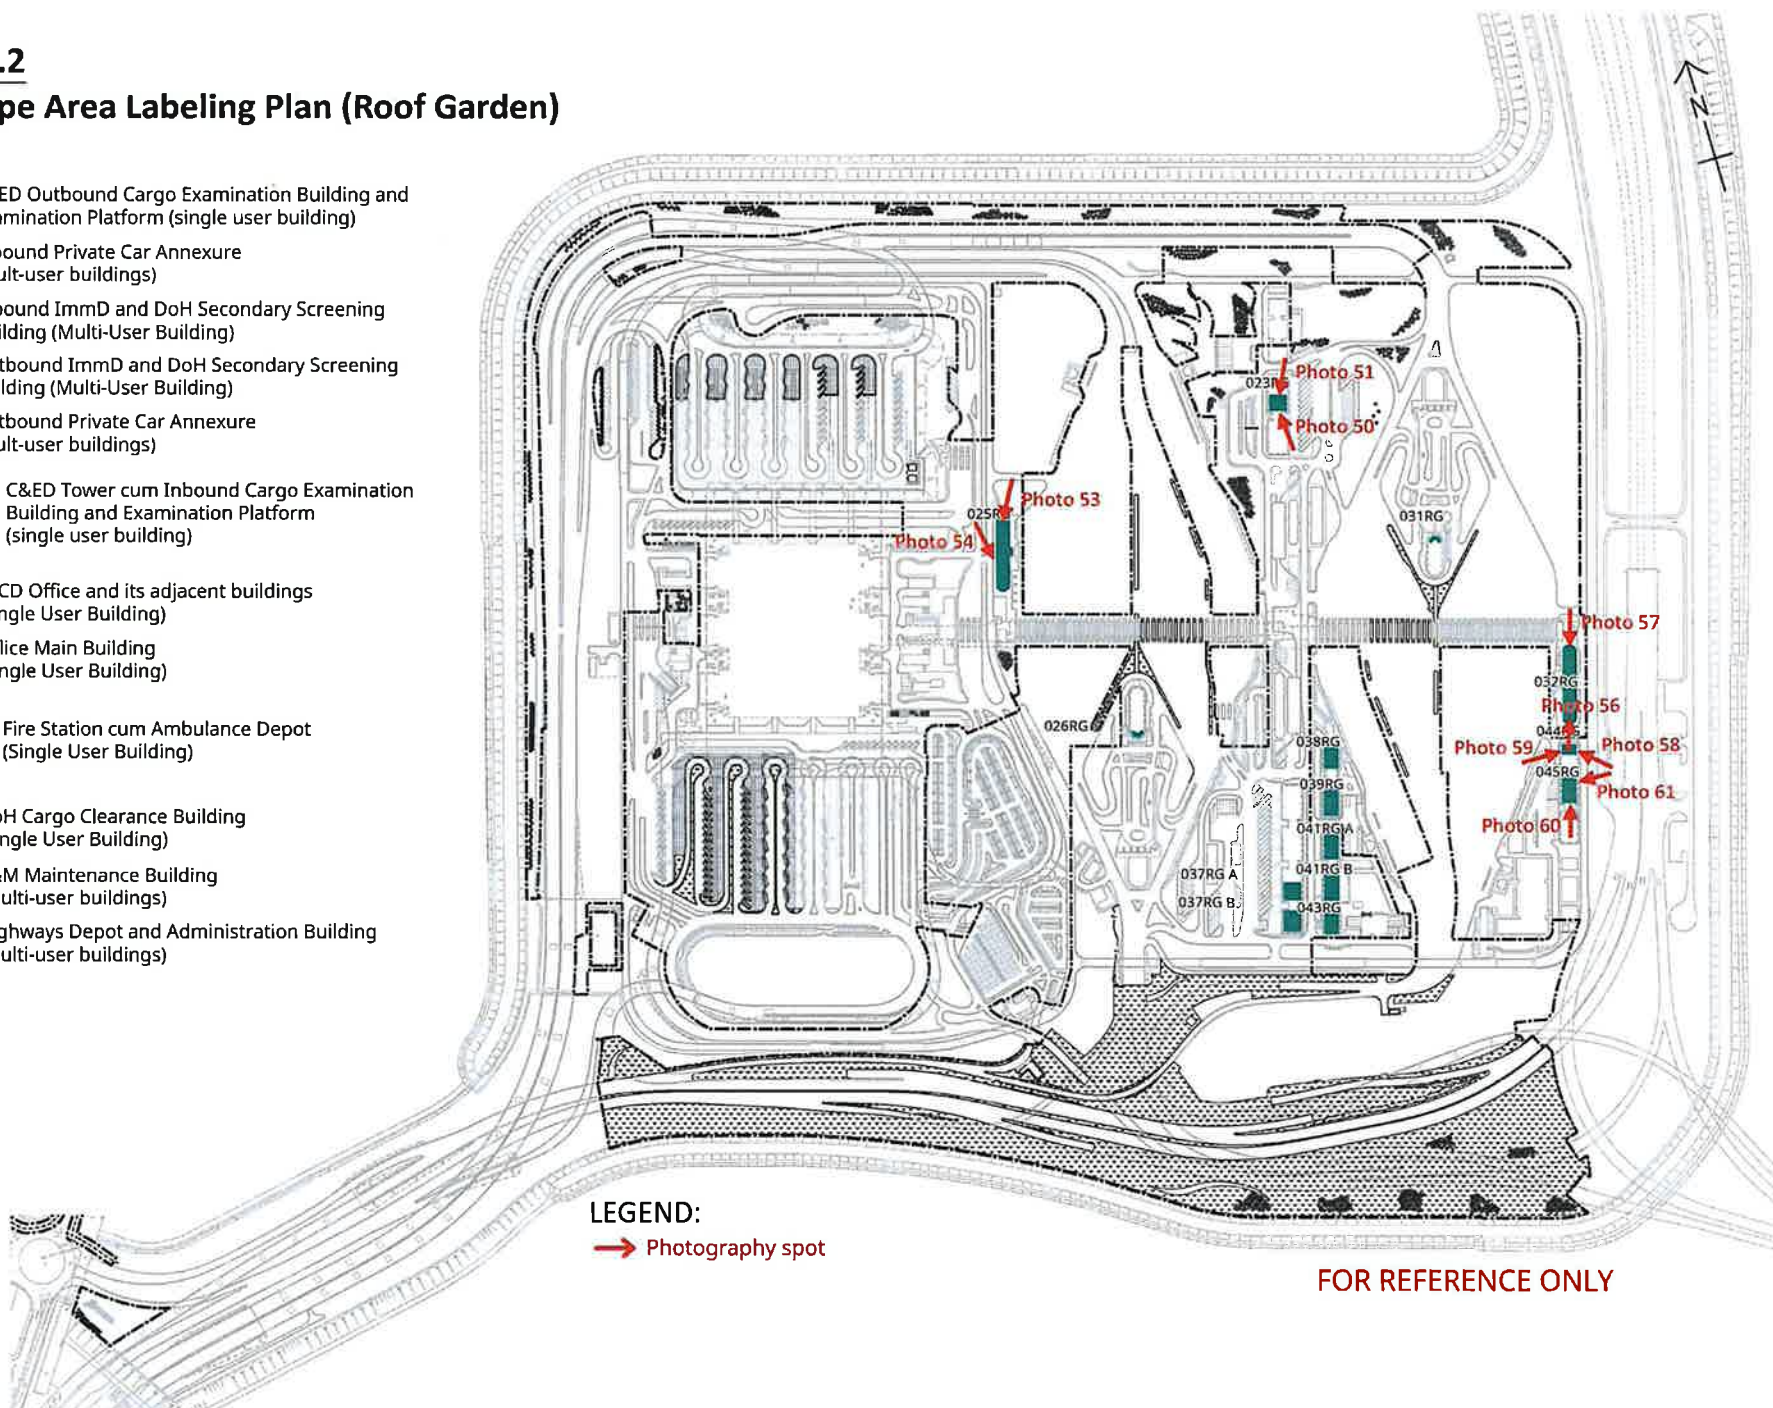 .2
pe Area Labeling Plan (Roof Garden)
ED Outbound Cargo Examination Building and
mination Platform (single user building)
ound Private Car Annexure
ult-user buildings)
ound ImmD and DoH Secondary Screening
ilding (Multi-User Building)
tbound ImmD and DoH Secondary Screening
ilding (Multi-User Building)
tbound Private Car Annexure
ult-user buildings)
C&ED Tower cum Inbound Cargo Examination
Building and Examination Platform
(single user building)
CD Office and its adjacent buildings
ngle User Building)
lice Main Building
ngle User Building)
Fire Station cum Ambulance Depot
(Single User Building)
oH Cargo Clearance Building
ngle User Building)
&M Maintenance Building
ulti-user buildings)
ghways Depot and Administration Building
ulti-user buildings)
N
Photo 51
Photo 50
Photo 53
Photo 54
031RG
Photo 57
032RG
Photo 56
026RG
038RG
Photo 59
Photo 58
045RG
039RG
Photo 61
Photo 60
041RG A
037RG A
041RG B
037RG B
043RG
LEGEND:
Photography spot
FOR REFERENCE ONLY